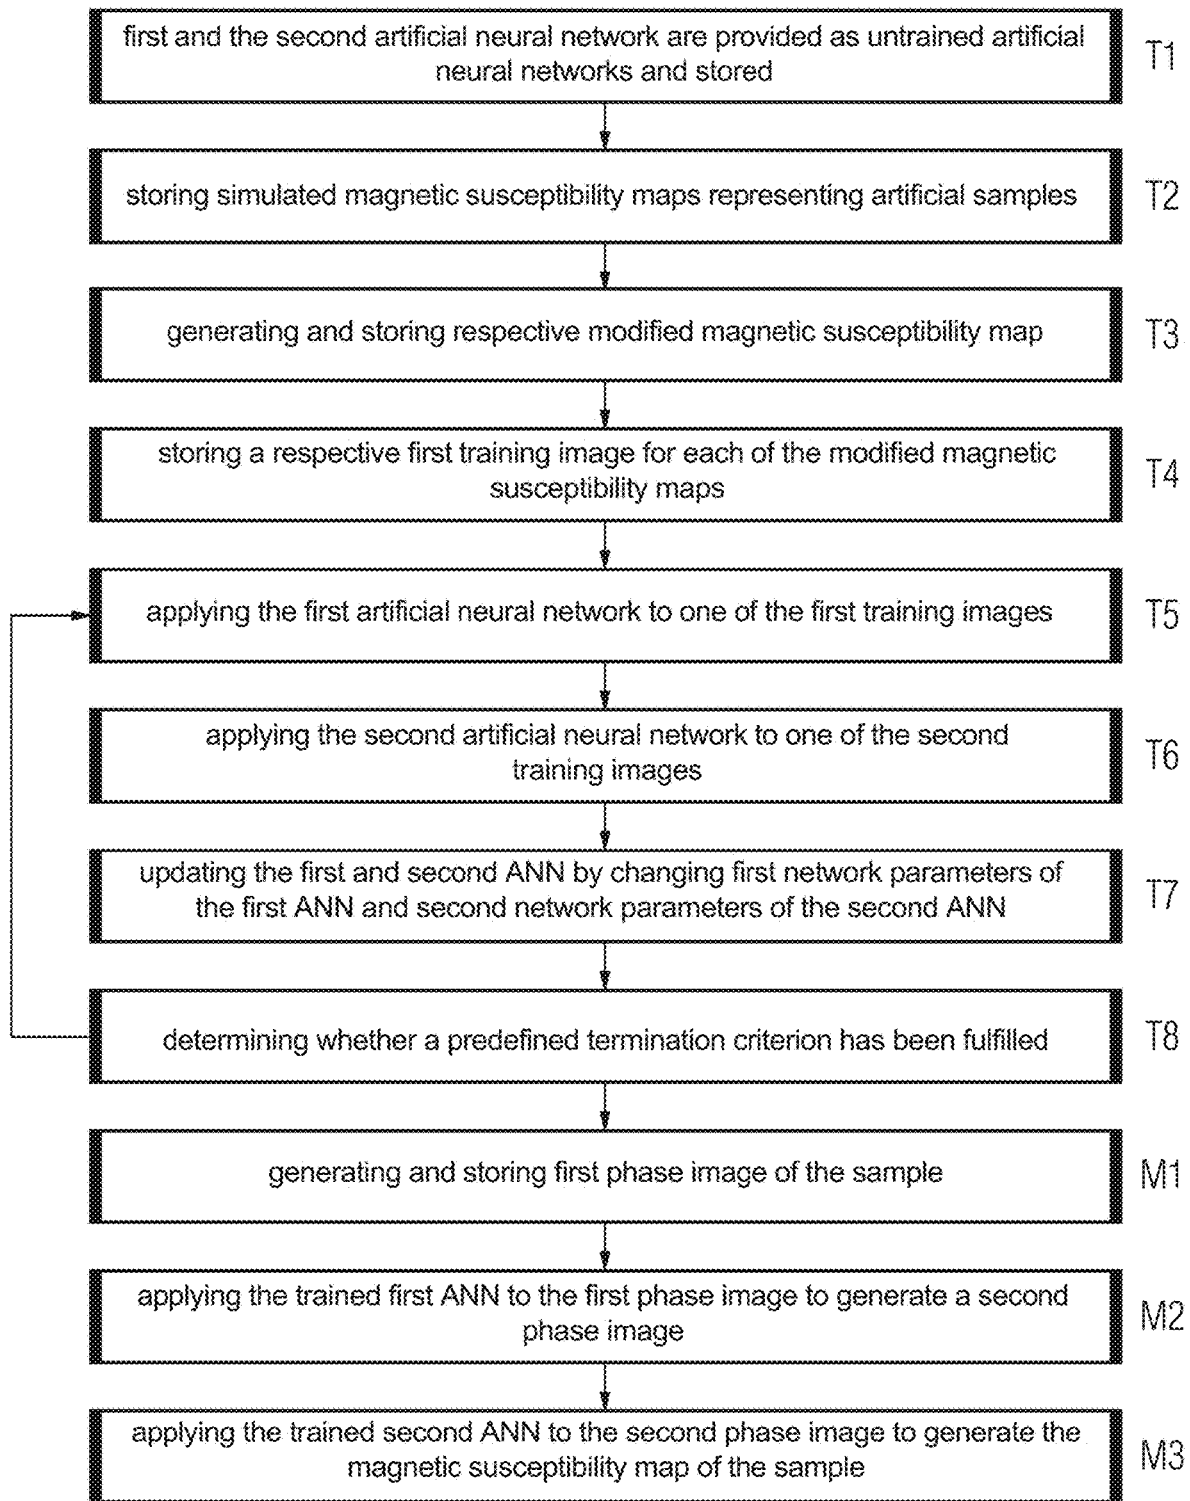 first and the second artificial neural network are provided as untrained artificial
neural networks and stored
T1
storing simulated magnetic susceptibility maps representing artificial samples
T2
generating and storing respective modified magnetic susceptibility map
T3
storing a respective first training image for each of the modified magnetic
susceptibility maps
T4
applying the first artificial neural network to one of the first training images
T5
applying the second artificial neural network to one of the second
training images
T6
updating the first and second ANN by changing first network parameters of
the first ANN and second network parameters of the second ANN
T7
determining whether a predefined termination criterion has been fulfilled
T8
generating and storing first phase image of the sample
M1
applying the trained first ANN to the first phase image to generate a second
phase image
M2
applying the trained second ANN to the second phase image to generate the
magnetic susceptibility map of the sample
M3